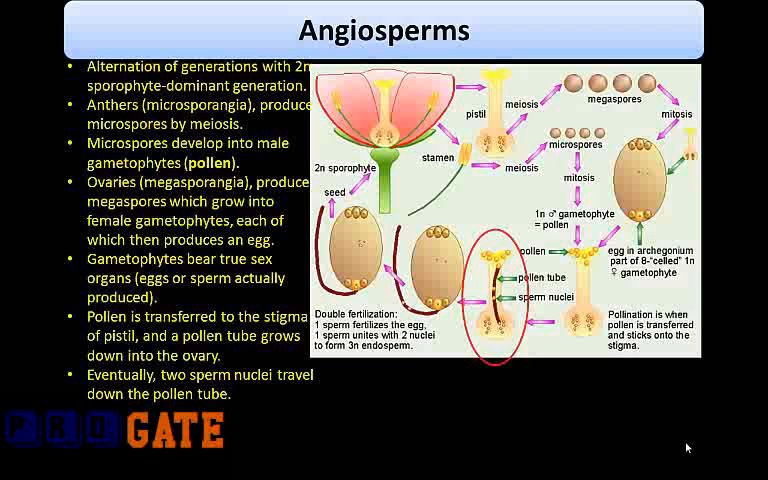 Angiosperms
• Alternation of generations with 2n
sporophyte-dominant generation.
• Anthers (microsporangia), produce
microspores by meiosis.
• Microspores develop into male
gametophytes (pollen).
• Ovaries (megasporangia), produce
megaspores which grow into
female gametophytes, each of
which then produces an egg.
• Gametophytes bear true sex
organs (eggs or sperm actually
produced).
• Pollen is transferred to the stigma
of pistil, and a pollen tube grows
down into the ovary.
• Eventually, two sperm nuclei travel
down the pollen tube.
pistil
meiosis
megaspores
mitosis
stamen
meiosis
microspores
mitosis
2n sporophyte
seed
1n ♂ gametophyte
= pollen
pollen
pollen tube
sperm nuclei
egg in archegonium
part of 8-"celled" 1n
♀ gametophyte
Double fertilization:
1 sperm fertilizes the egg,
1 sperm unites with 2 nuclei
to form 3n endosperm.
Pollination is when
pollen is transferred
and sticks onto the
stigma.
PRO GATE